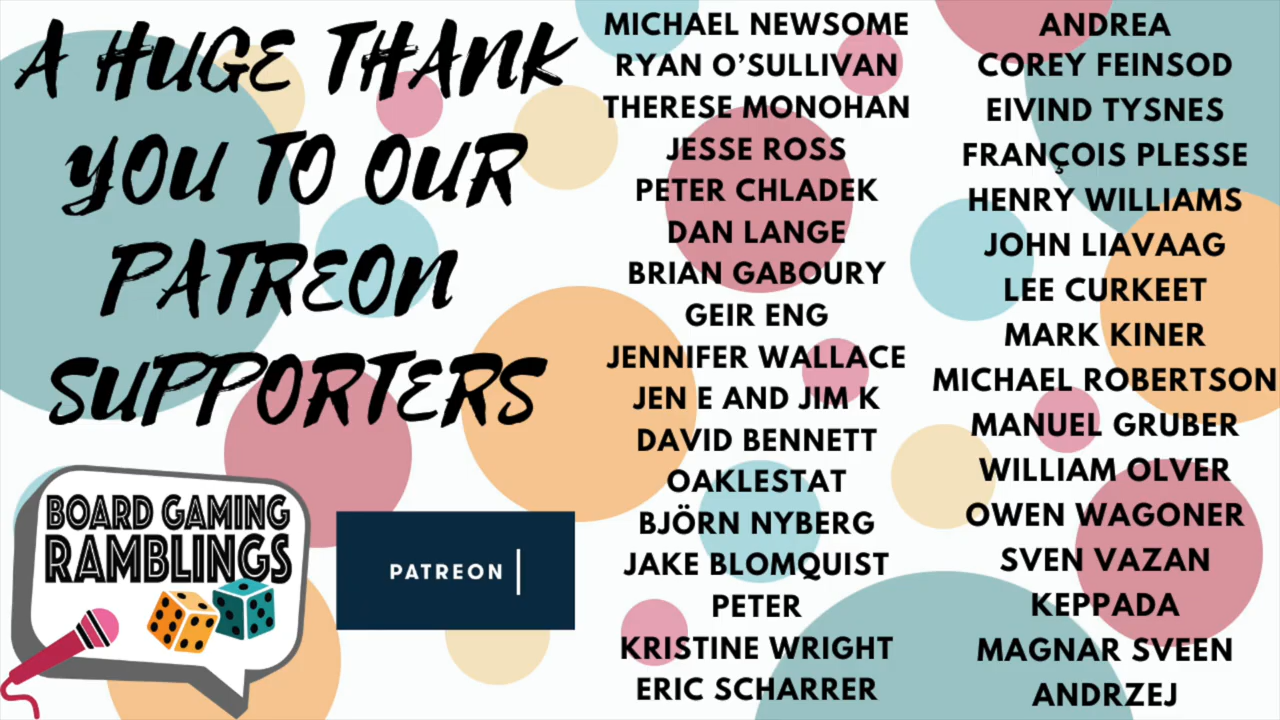 A HUGE THANK
YOU TO OUR
PATREON
SUPPORTERS
BOARD GAMING
RAMBLINGS
PATREON
MICHAEL NEWSOME
RYAN O’SULLIVAN
THERESE MONOHAN
JESSE ROSS
PETER CHLADEK
DAN LANGE
BRIAN GABOURY
GEIR ENG
JENNIFER WALLACE
JEN E AND JIM K
DAVID BENNETT
OAKLESTAT
BJÖRN NYBERG
JAKE BLOMQUIST
PETER
KRISTINE WRIGHT
ERIC SCHARRER
ANDREA
COREY FEINSOD
EIVIND TYSNES
FRANÇOIS PLESSE
HENRY WILLIAMS
JOHN LIAVAAG
LEE CURKEET
MARK KINER
MICHAEL ROBERTSON
MANUEL GRUBER
WILLIAM OLVER
OWEN WAGONER
SVEN VAZAN
KEPPADA
MAGNAR SVEEN
ANDRZEJ